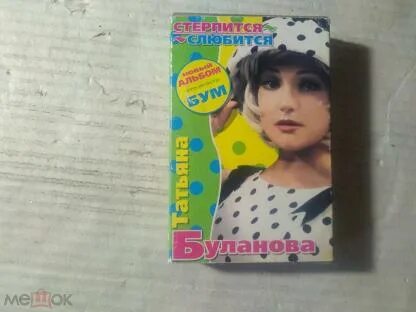 СТЕРПИТСЯ
СЛЮБИТСЯ
НОВЫЙ
АЛЬБОМ
БУМ
Татьяна
Буланова
мешок